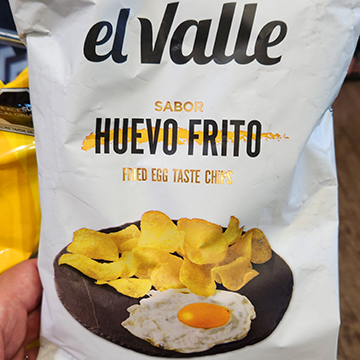 el Valle
SABOR
HUEVO FRITO
FRIED EGG TASTE CHIPS